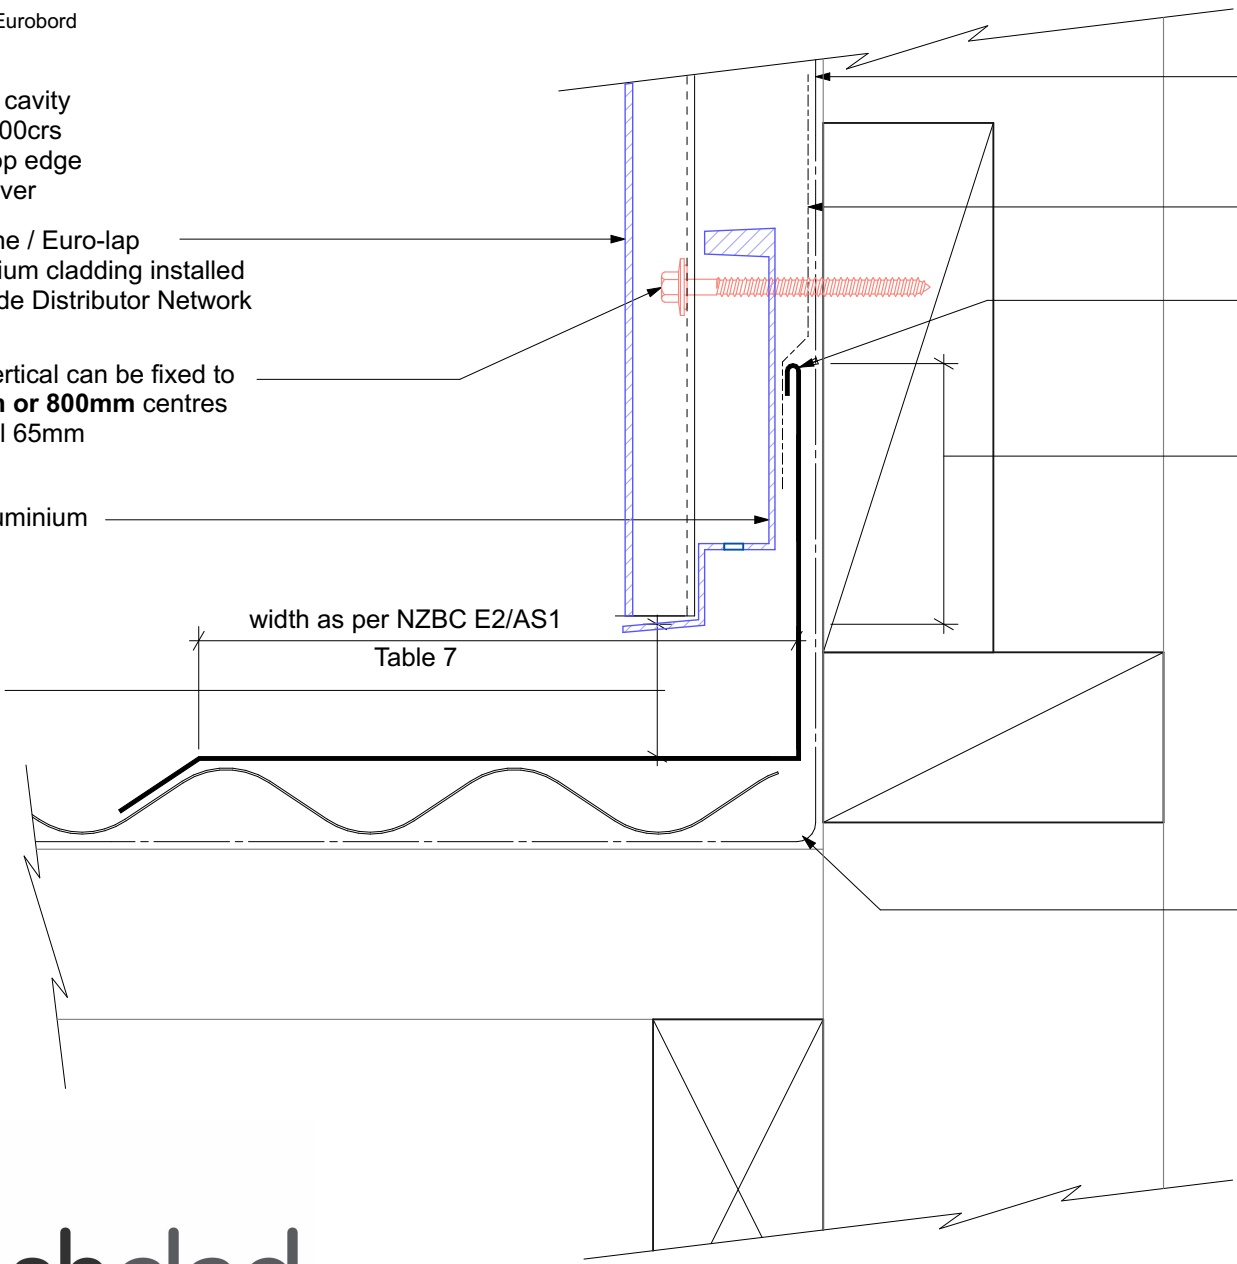 Eurobord
cavity
00crs
op edge
ver
ne / Euro-lap
ium cladding installed
de Distributor Network
ertical can be fixed to
m or 800mm centres
l 65mm
uminium
width as per NZBC E2/AS1
Table 7